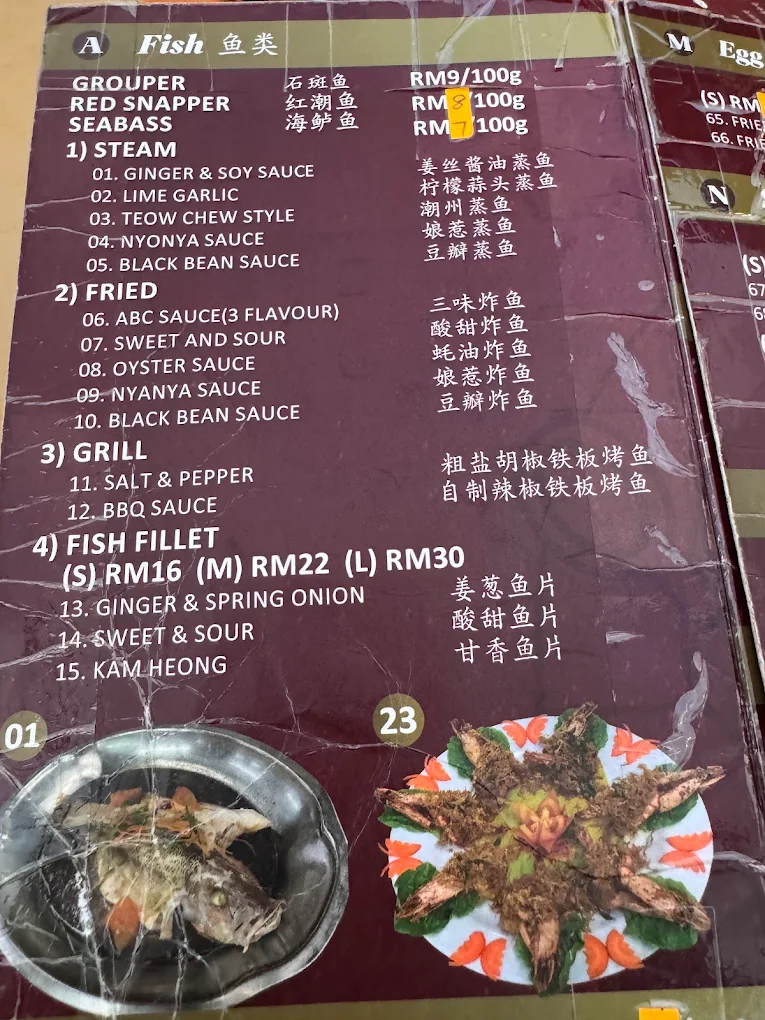 A Fish 鱼类
GROUPER 石斑鱼 RM9/100g
RED SNAPPER 红潮鱼 RM8/100g
SEABASS 海鲈鱼 RM7/100g
1) STEAM
01. GINGER & SOY SAUCE 姜丝酱油蒸鱼
02. LIME GARLIC 柠檬蒜头蒸鱼
03. TEOW CHEW STYLE 潮州蒸鱼
04. NYONYA SAUCE 娘惹蒸鱼
05. BLACK BEAN SAUCE 豆瓣蒸鱼
2) FRIED
06. ABC SAUCE(3 FLAVOUR) 三味炸鱼
07. SWEET AND SOUR 酸甜炸鱼
08. OYSTER SAUCE 蚝油炸鱼
09. NYANYA SAUCE 娘惹炸鱼
10. BLACK BEAN SAUCE 豆瓣炸鱼
3) GRILL
11. SALT & PEPPER 粗盐胡椒铁板烤鱼
12. BBQ SAUCE 自制辣椒铁板烤鱼
4) FISH FILLET
(S) RM16 (M) RM22 (L) RM30
13. GINGER & SPRING ONION 姜葱鱼片
14. SWEET & SOUR 酸甜鱼片
15. KAM HEONG 甘香鱼片
01
23
M Egg
(S) RM
65. FRIE
66. FRIE
N
(S)
67
68